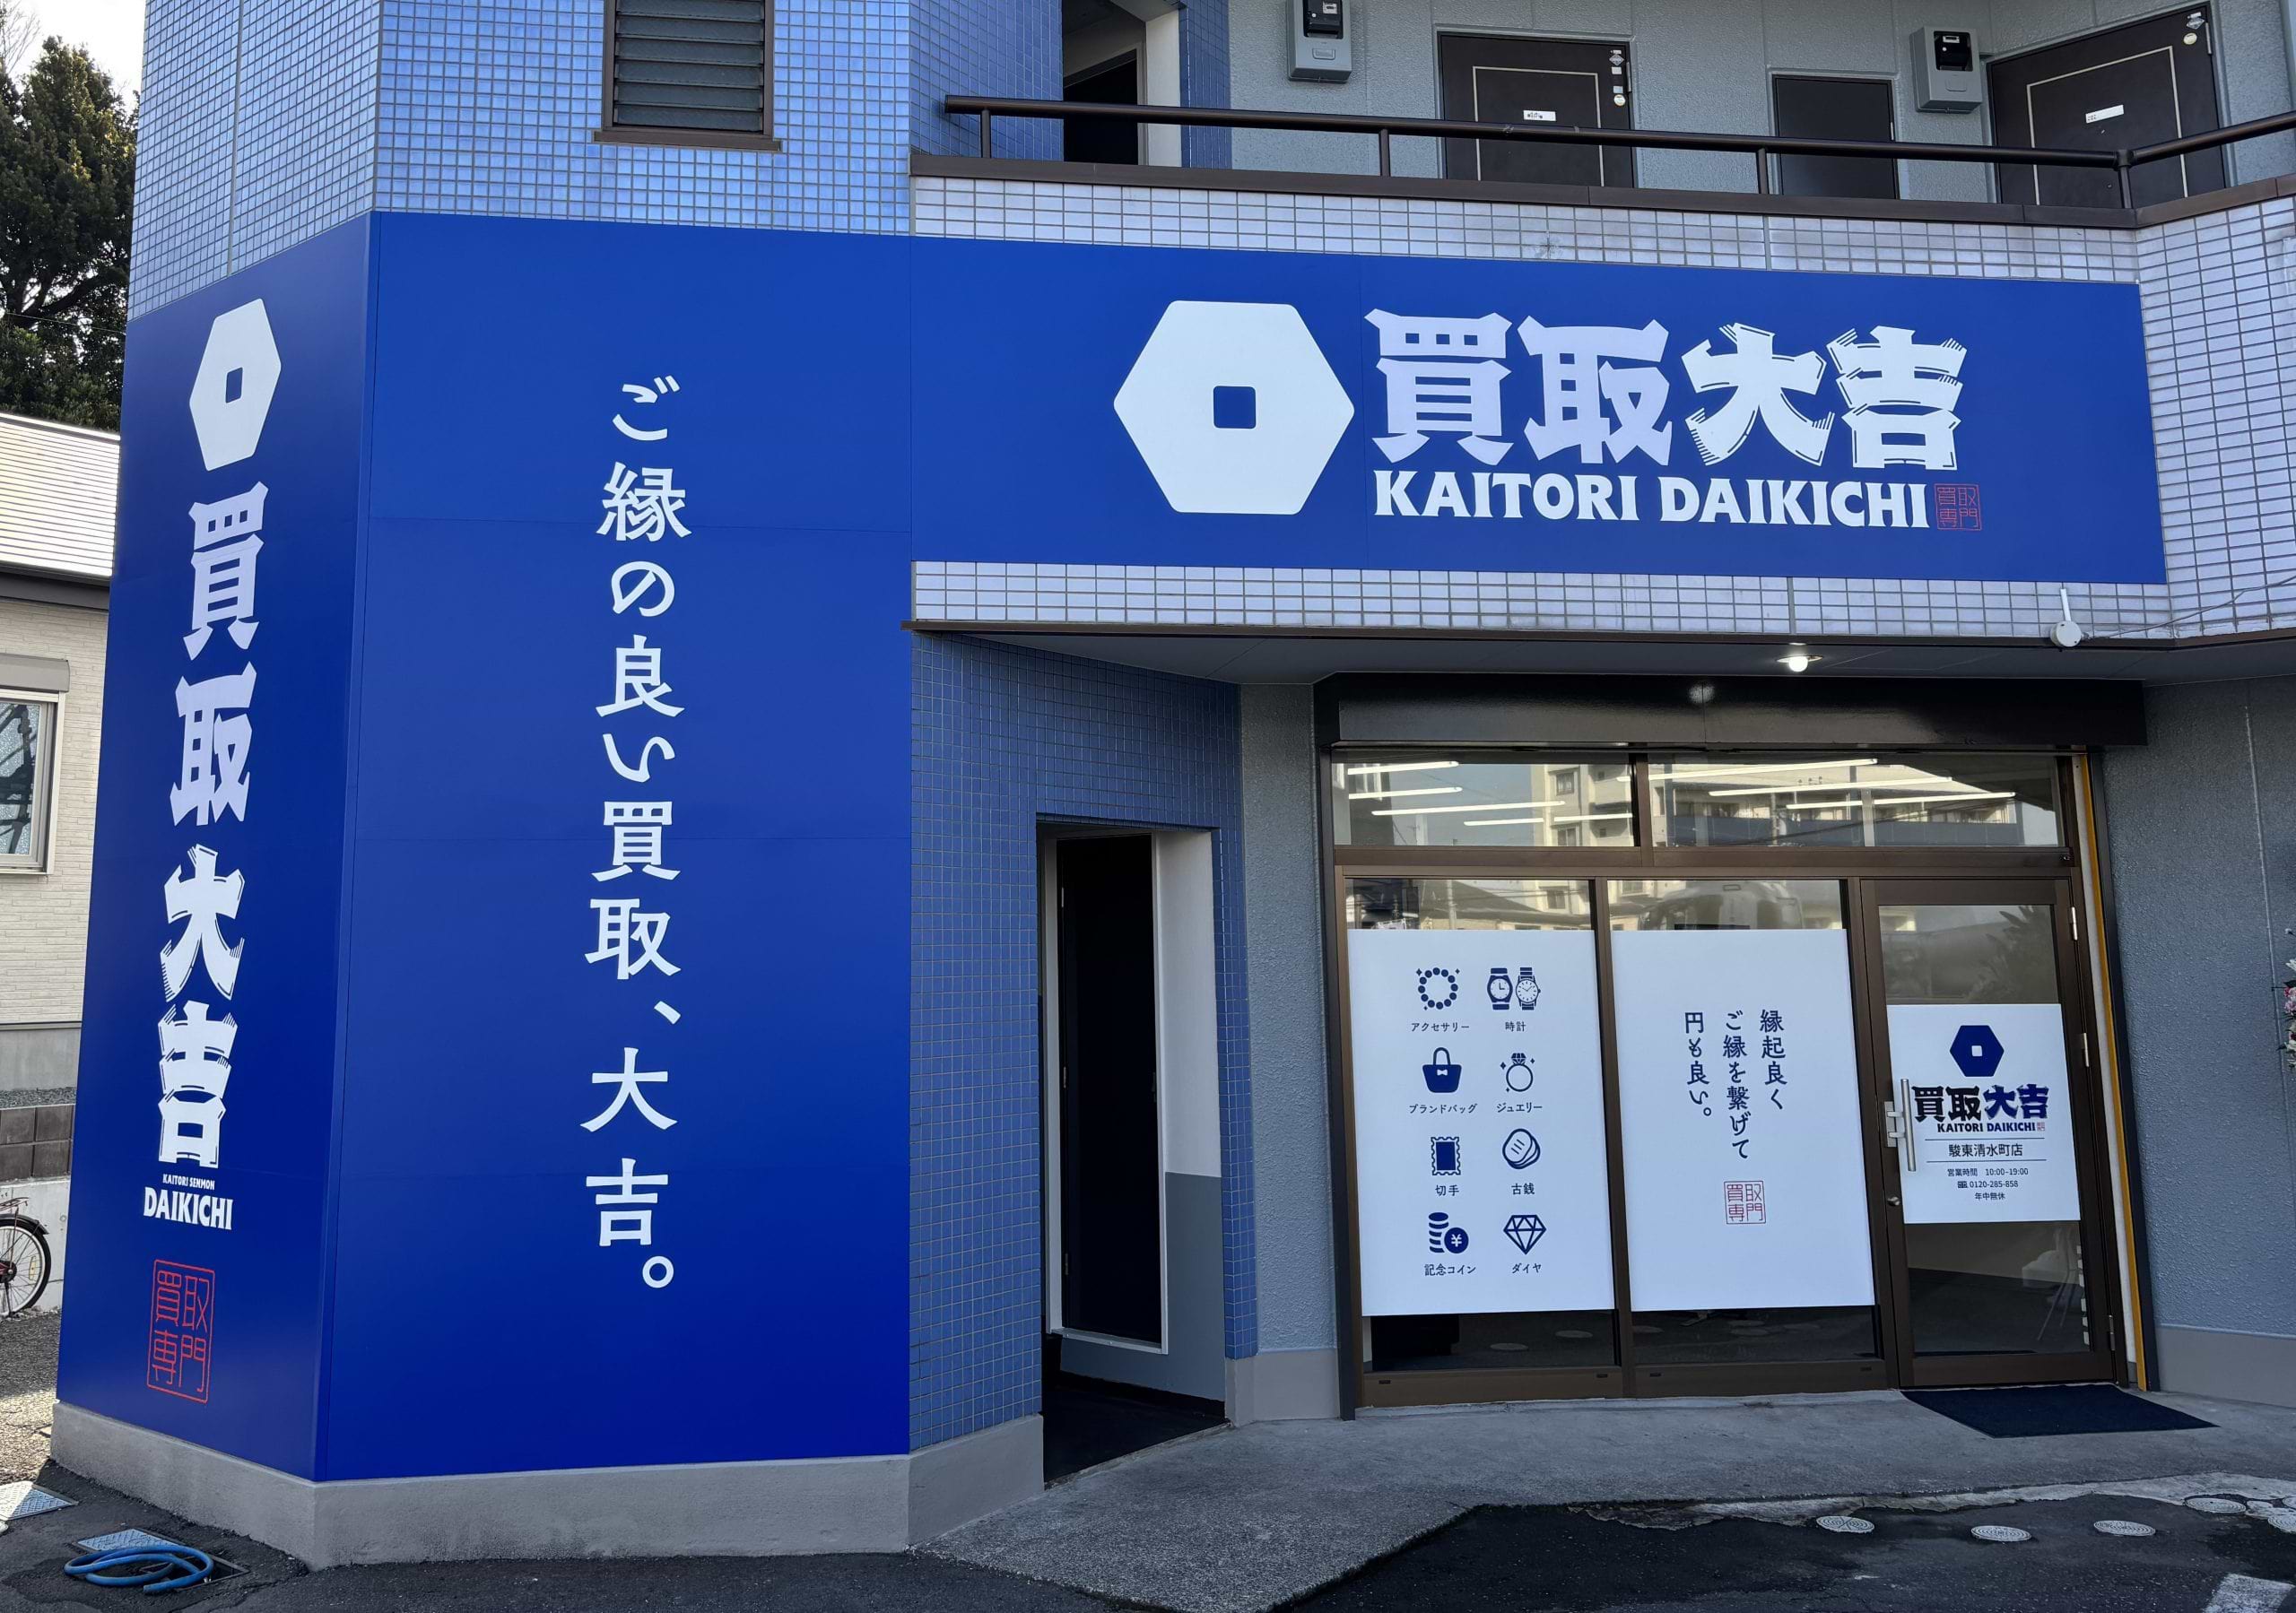 買取大吉
KAITORI SENMON
DAIKICHI
買取
専門
ご縁の良い買取、大吉。
買取大吉
KAITORI DAIKICHI
買取
専門
アクセサリー
時計
ブランドバッグ
ジュエリー
切手
古銭
記念コイン
ダイヤ
縁起良く
ご縁を繋げて
円も良い。
買取
専門
買取大吉
KAITORI DAIKICHI
駿東清水町店
営業時間 10:00-19:00
0120-285-858
年中無休